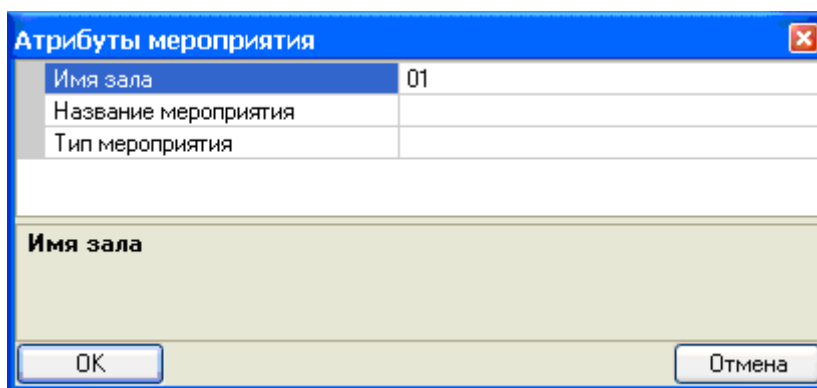 Атрибуты мероприятия
Имя зала 01
Название мероприятия
Тип мероприятия
Имя зала
OK Отмена